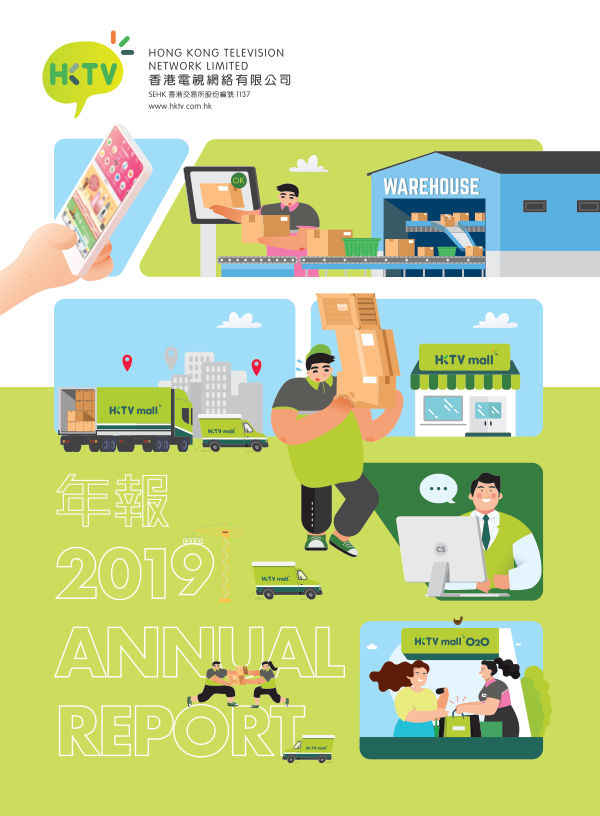 HKTV
HONG KONG TELEVISION
NETWORK LIMITED
香港電視網絡有限公司
SEHK 香港交易所股份編號 1137
www.hktv.com.hk
OK
WAREHOUSE
HKTV mall
HKTV mall
HKTV mall
CS
年報
2019
HKTV mall
HKTV mall O2O
ANNUAL
REPORT
HKTV mall